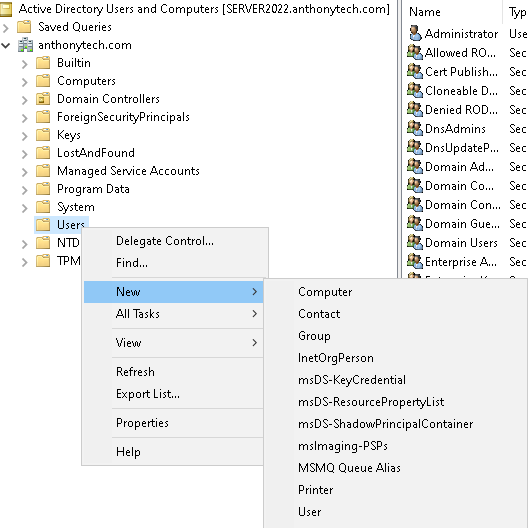 Active Directory Users and Computers [SERVER2022.anthonytech.com]
Saved Queries
anthonytech.com
Builtin
Computers
Domain Controllers
ForeignSecurityPrincipals
Keys
LostAndFound
Managed Service Accounts
Program Data
System
Users
NTD
TPM
Delegate Control...
Find...
New
All Tasks
View
Refresh
Export List...
Properties
Help
Computer
Contact
Group
InetOrgPerson
msDS-KeyCredential
msDS-ResourcePropertyList
msDS-ShadowPrincipalContainer
msImaging-PSPs
MSMQ Queue Alias
Printer
User
Name Typ
Administrator Use
Allowed RO... Sec
Cert Publish... Sec
Cloneable D... Sec
Denied ROD... Sec
DnsAdmins Sec
DnsUpdateP... Sec
Domain Ad... Sec
Domain Co... Sec
Domain Con... Sec
Domain Gue... Sec
Domain Users Sec
Enterprise A... Sec